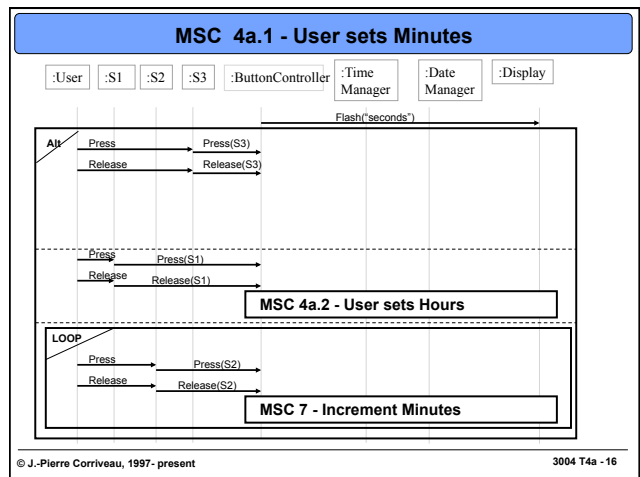 MSC 4a.1 - User sets Minutes
:User :S1 :S2 :S3 :ButtonController :Time Manager :Date Manager :Display
Flash("seconds")
Alt
Press Press(S3)
Release Release(S3)
Press Press(S1)
Release Release(S1)
MSC 4a.2 - User sets Hours
LOOP
Press Press(S2)
Release Release(S2)
MSC 7 - Increment Minutes
© J.-Pierre Corriveau, 1997- present 3004 T4a - 16